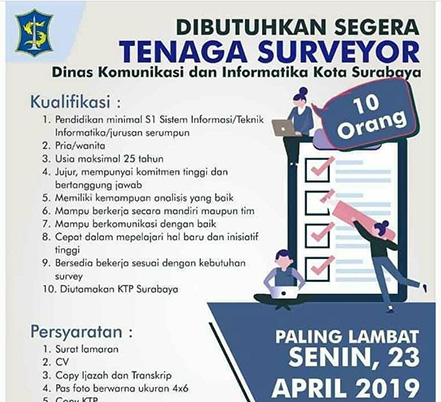 DIBUTUHKAN SEGERA
TENAGA SURVEYOR
Dinas Komunikasi dan Informatika Kota Surabaya
Kualifikasi :
1. Pendidikan minimal S1 Sistem Informasi/Teknik
Informatika/jurusan serumpun
2. Pria/wanita
3. Usia maksimal 25 tahun
4. Jujur, mempunyai komitmen tinggi dan
bertanggung jawab
5. Memiliki kemampuan analisis yang baik
6. Mampu berkerja secara mandiri maupun tim
7. Mampu berkomunikasi dengan baik
8. Cepat dalam mepelajari hal baru dan inisiatif
tinggi
9. Bersedia bekerja sesuai dengan kebutuhan
survey
10. Diutamakan KTP Surabaya
10
Orang
Persyaratan :
1. Surat lamaran
2. CV
3. Copy Ijazah dan Transkrip
4. Pas foto berwarna ukuran 4x6
5. Copy KTP
PALING LAMBAT
SENIN, 23
APRIL 2019